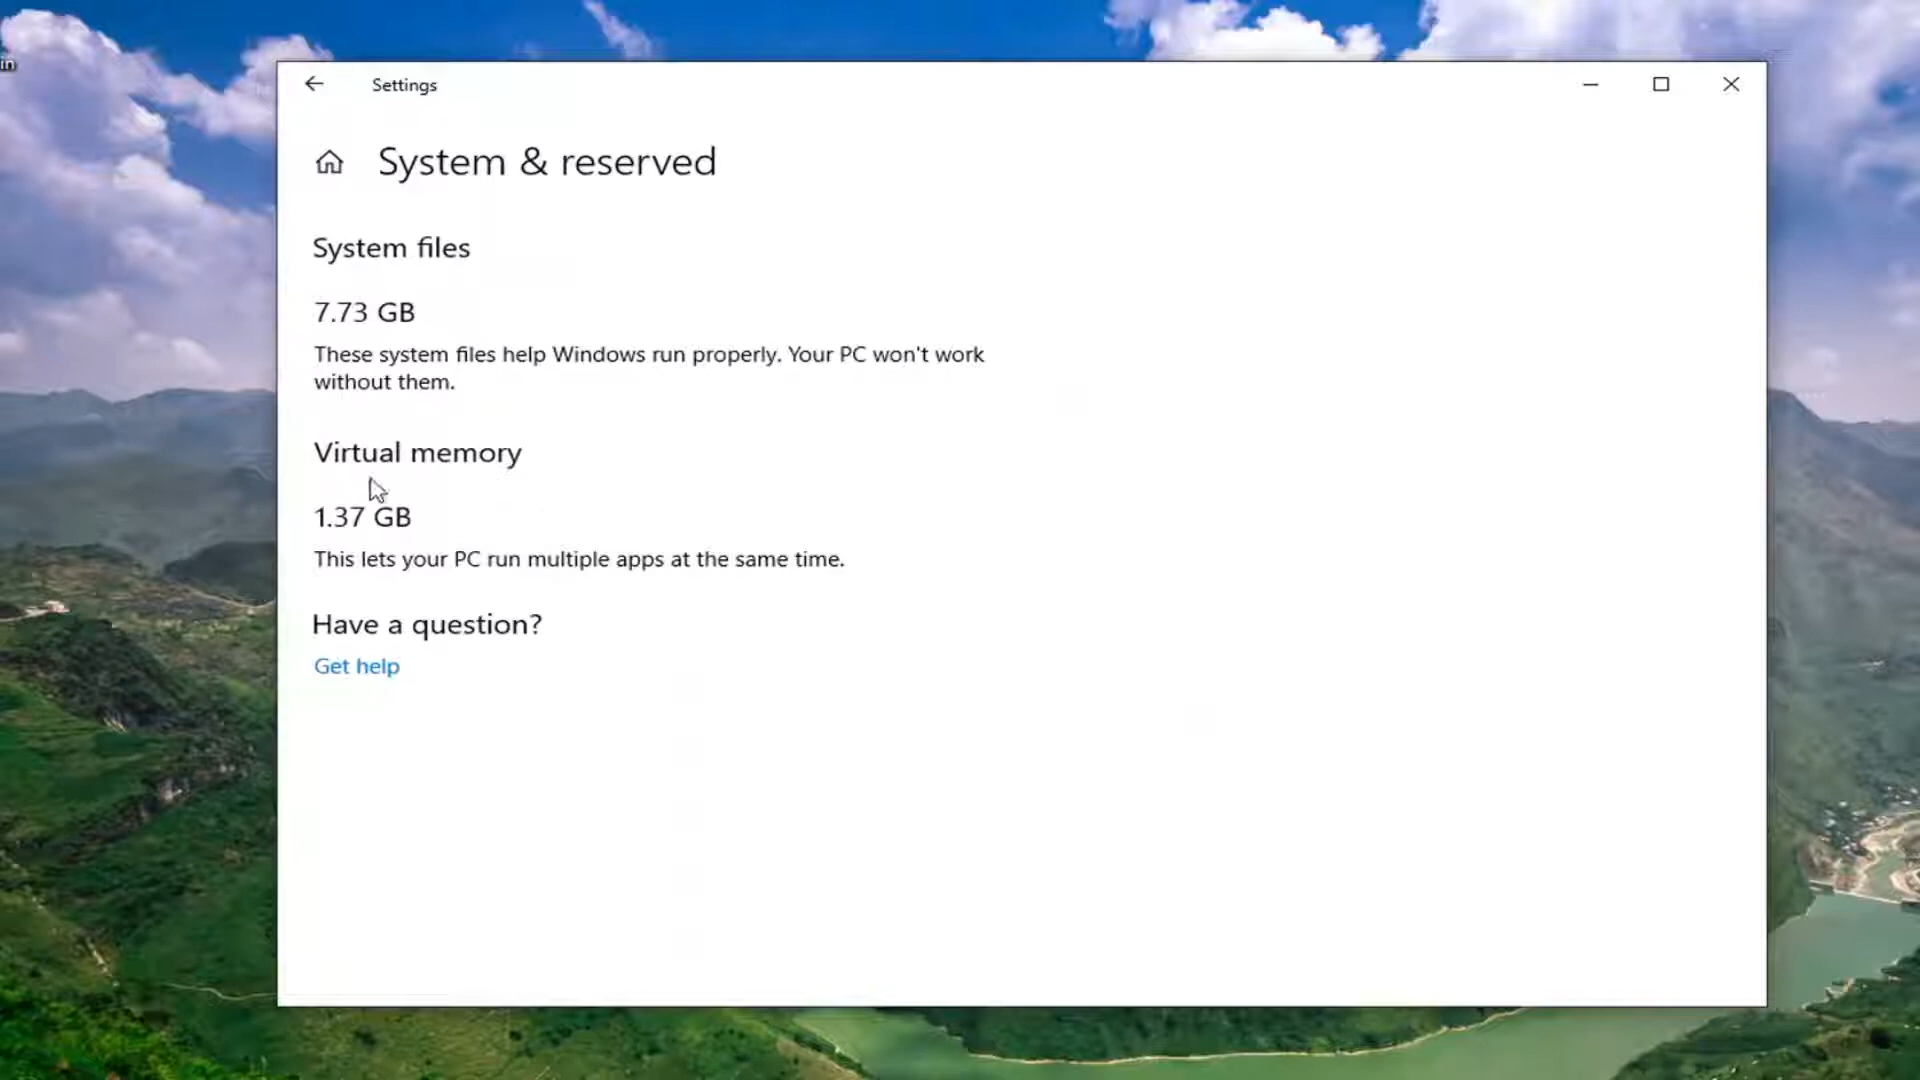 in
Settings
System & reserved
System files
7.73 GB
These system files help Windows run properly. Your PC won't work
without them.
Virtual memory
1.37 GB
This lets your PC run multiple apps at the same time.
Have a question?
Get help